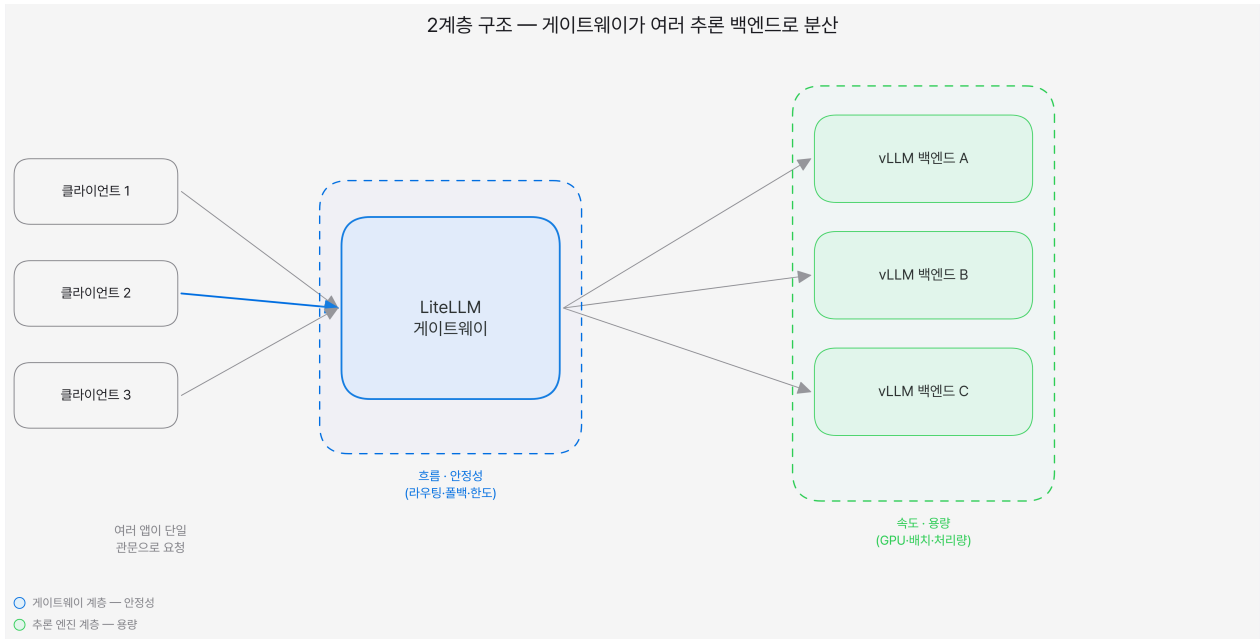 2계층 구조 — 게이트웨이가 여러 추론 백엔드로 분산
클라이언트 1
클라이언트 2
클라이언트 3
LiteLLM
게이트웨이
흐름 · 안정성
(라우팅·폴백·한도)
vLLM 백엔드 A
vLLM 백엔드 B
vLLM 백엔드 C
속도 · 용량
(GPU·배치·처리량)
여러 앱이 단일
관문으로 요청
게이트웨이 계층 — 안정성
추론 엔진 계층 — 용량